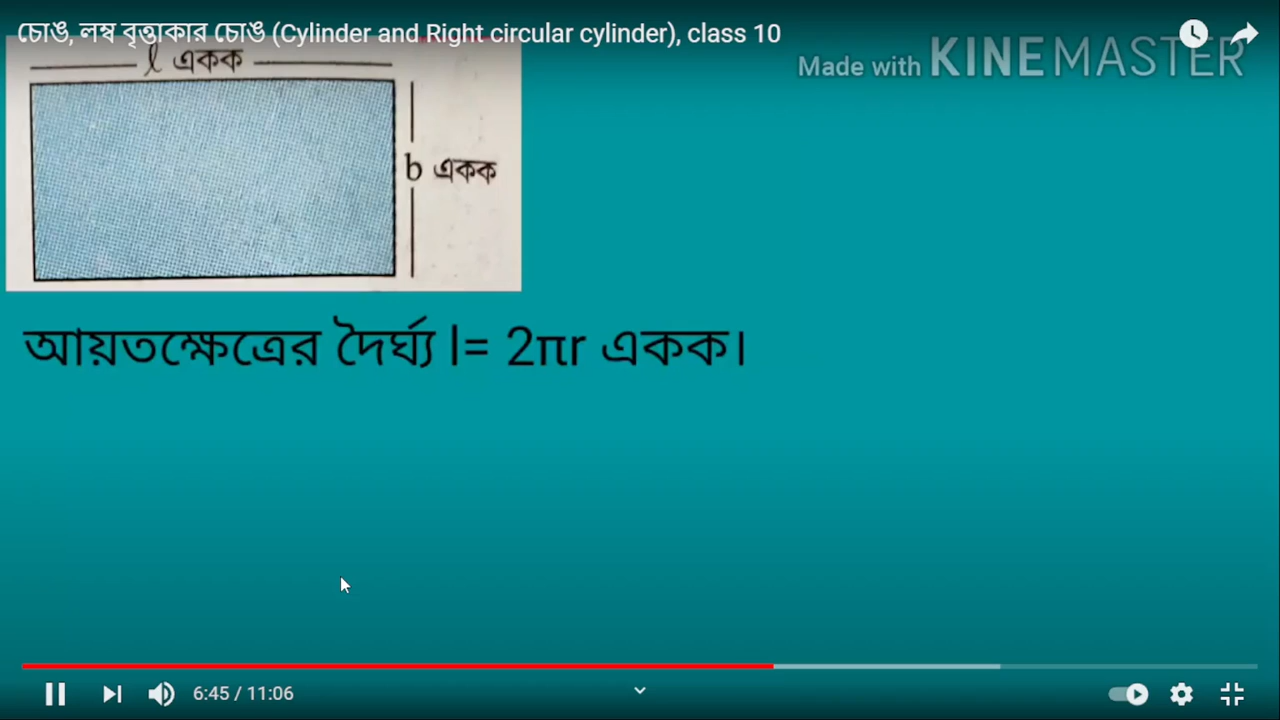 চোঙ, লম্ব বৃত্তাকার চোঙ (Cylinder and Right circular cylinder), class 10
Made with KINEMASTER
l একক
b একক
আয়তক্ষেত্রের দৈর্ঘ্য l= 2πr একক।
6:45 / 11:06